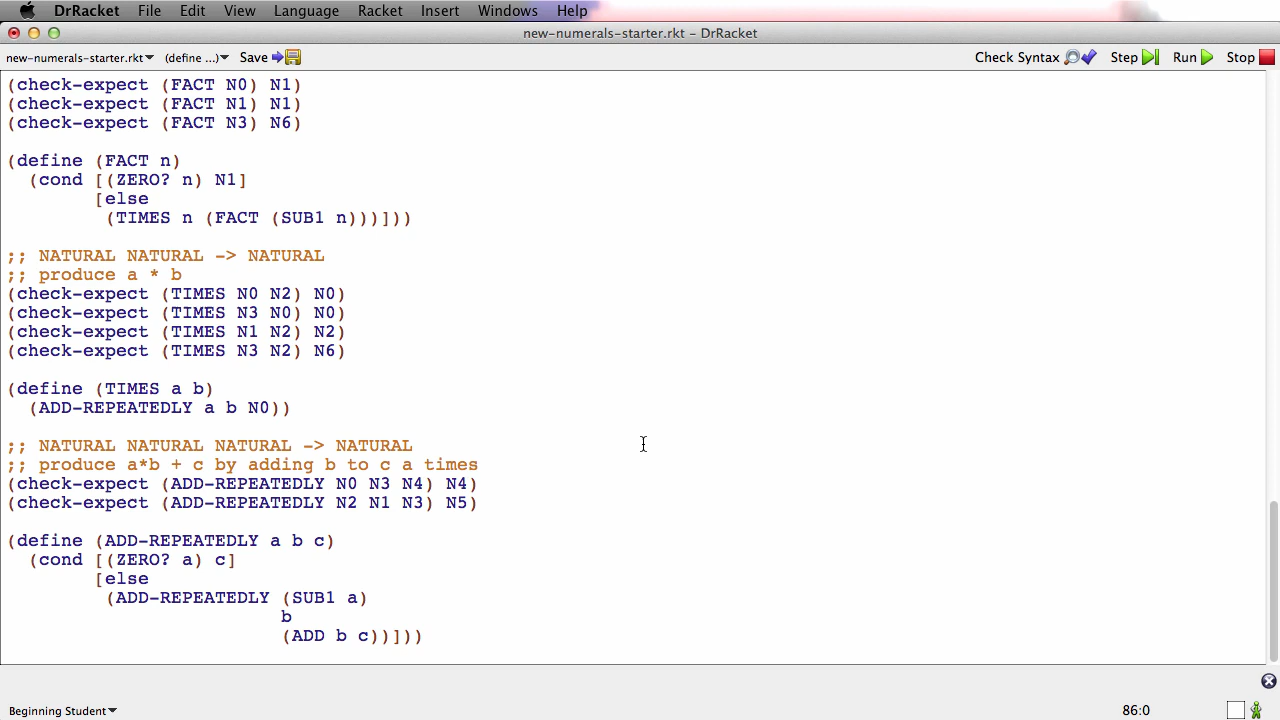 DrRacket File Edit View Language Racket Insert Windows Help
new-numerals-starter.rkt - DrRacket
new-numerals-starter.rkt (define ...) Save Check Syntax Step Run Stop
(check-expect (FACT N0) N1)
(check-expect (FACT N1) N1)
(check-expect (FACT N3) N6)
(define (FACT n)
(cond [(ZERO? n) N1]
[else
(TIMES n (FACT (SUB1 n)))]))
;; NATURAL NATURAL -> NATURAL
;; produce a * b
(check-expect (TIMES N0 N2) N0)
(check-expect (TIMES N3 N0) N0)
(check-expect (TIMES N1 N2) N2)
(check-expect (TIMES N3 N2) N6)
(define (TIMES a b)
(ADD-REPEATEDLY a b N0))
;; NATURAL NATURAL NATURAL -> NATURAL
;; produce a*b + c by adding b to c a times
(check-expect (ADD-REPEATEDLY N0 N3 N4) N4)
(check-expect (ADD-REPEATEDLY N2 N1 N3) N5)
(define (ADD-REPEATEDLY a b c)
(cond [(ZERO? a) c]
[else
(ADD-REPEATEDLY (SUB1 a)
b
(ADD b c))]))
Beginning Student 86:0